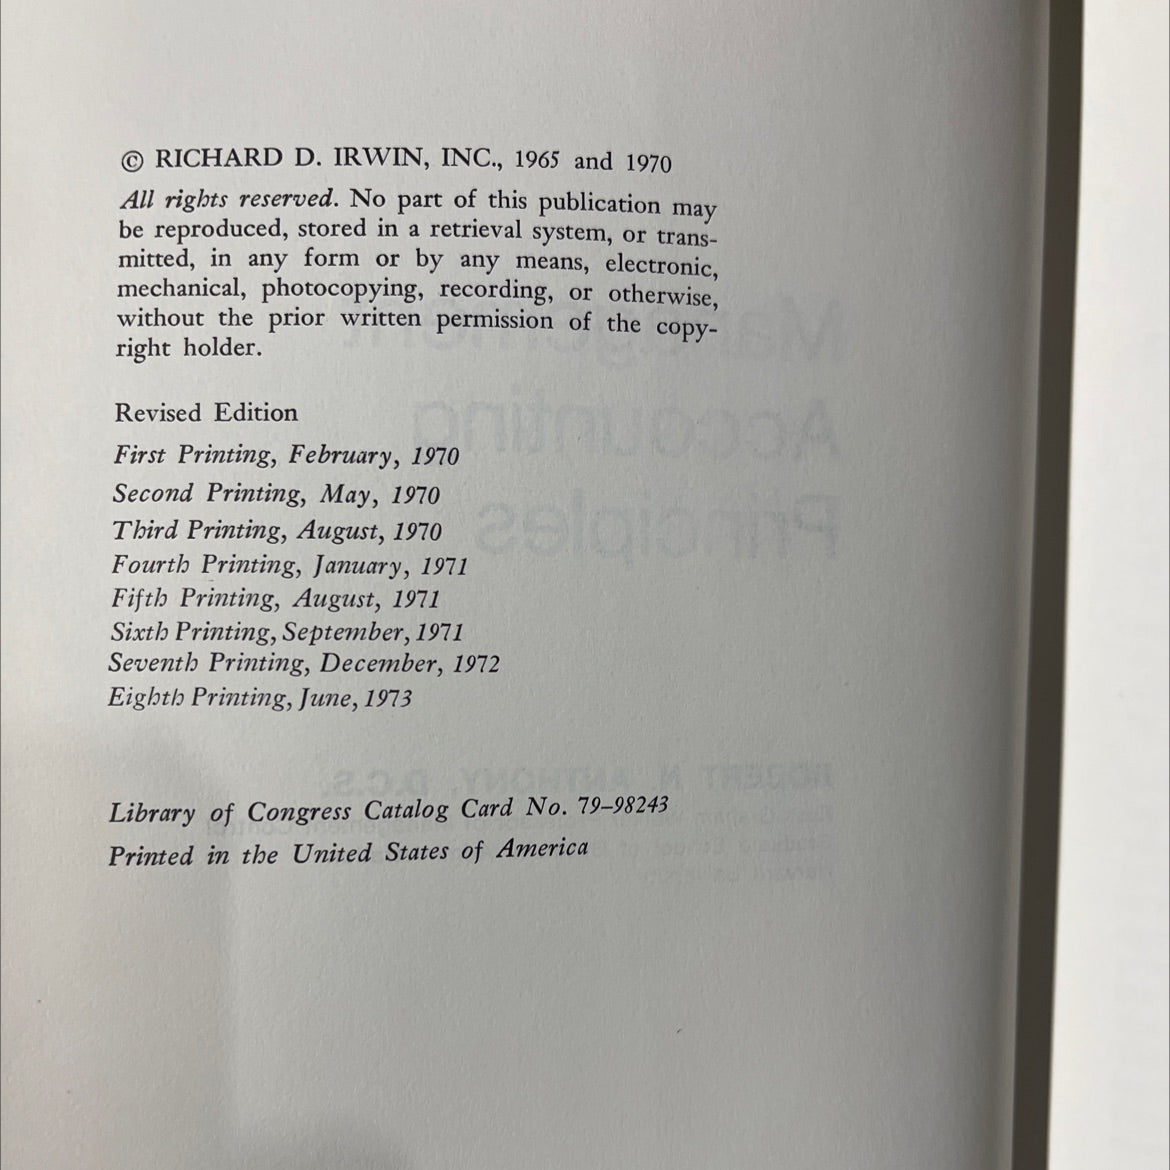 © RICHARD D. IRWIN, INC., 1965 and 1970
All rights reserved. No part of this publication may
be reproduced, stored in a retrieval system, or trans-
mitted, in any form or by any means, electronic,
mechanical, photocopying, recording, or otherwise,
without the prior written permission of the copy-
right holder.
Revised Edition
First Printing, February, 1970
Second Printing, May, 1970
Third Printing, August, 1970
Fourth Printing, January, 1971
Fifth Printing, August, 1971
Sixth Printing, September, 1971
Seventh Printing, December, 1972
Eighth Printing, June, 1973
Library of Congress Catalog Card No. 79–98243
Printed in the United States of America
Management
Accounting
Principles
ROBERT N. ANTHONY, D.C.S.